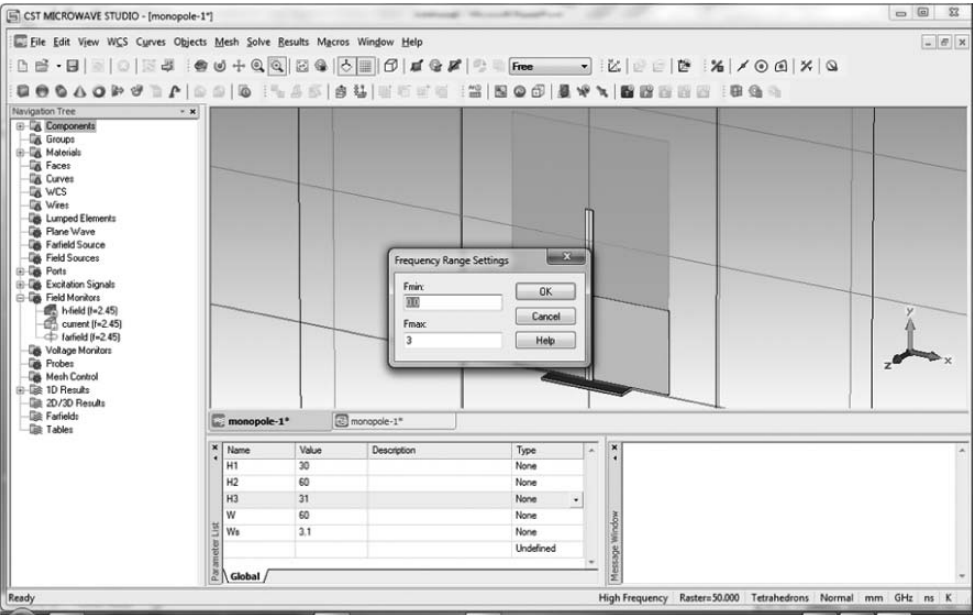 CST MICROWAVE STUDIO - [monopole-1*]
File Edit View WCS Curves Objects Mesh Solve Results Macros Window Help
Free
Navigation Tree
Components
Groups
Materials
Faces
Curves
WCS
Wires
Lumped Elements
Plane Wave
Farfield Source
Field Sources
Ports
Excitation Signals
Field Monitors
h-field (f=2.45)
current (f=2.45)
farfield (f=2.45)
Voltage Monitors
Probes
Mesh Control
1D Results
2D/3D Results
Farfields
Tables
Frequency Range Settings
Fmin:
0.0
OK
Cancel
Fmax:
3
Help
y
x
z
monopole-1*
monopole-1*
Name Value Description Type
H1 30 None
H2 60 None
H3 31 None
W 60 None
Ws 3.1 None
Undefined
Global
Parameter List
Message Window
Ready
High Frequency Raster=50.000 Tetrahedrons Normal mm GHz ns K